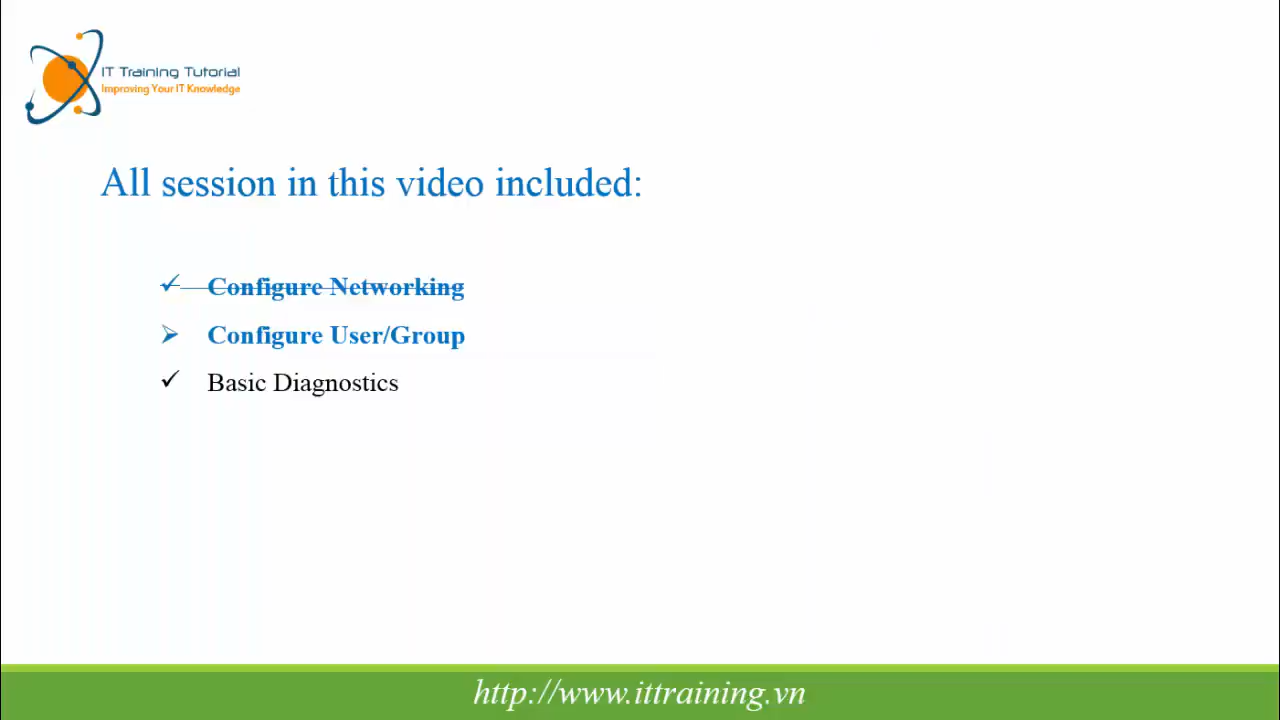 IT Training Tutorial
Improving Your IT Knowledge
All session in this video included:
Configure Networking
Configure User/Group
Basic Diagnostics
http://www.ittraining.vn